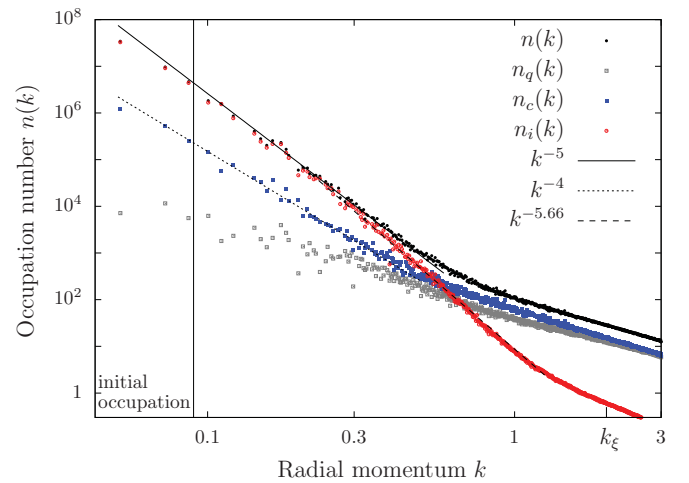 Occupation number n(k)
10^8
10^6
10^4
10^2
1
n(k)
n_q(k)
n_c(k)
n_i(k)
k^{-5}
k^{-4}
k^{-5.66}
initial
occupation
0.1
0.3
1
k_ξ
3
Radial momentum k